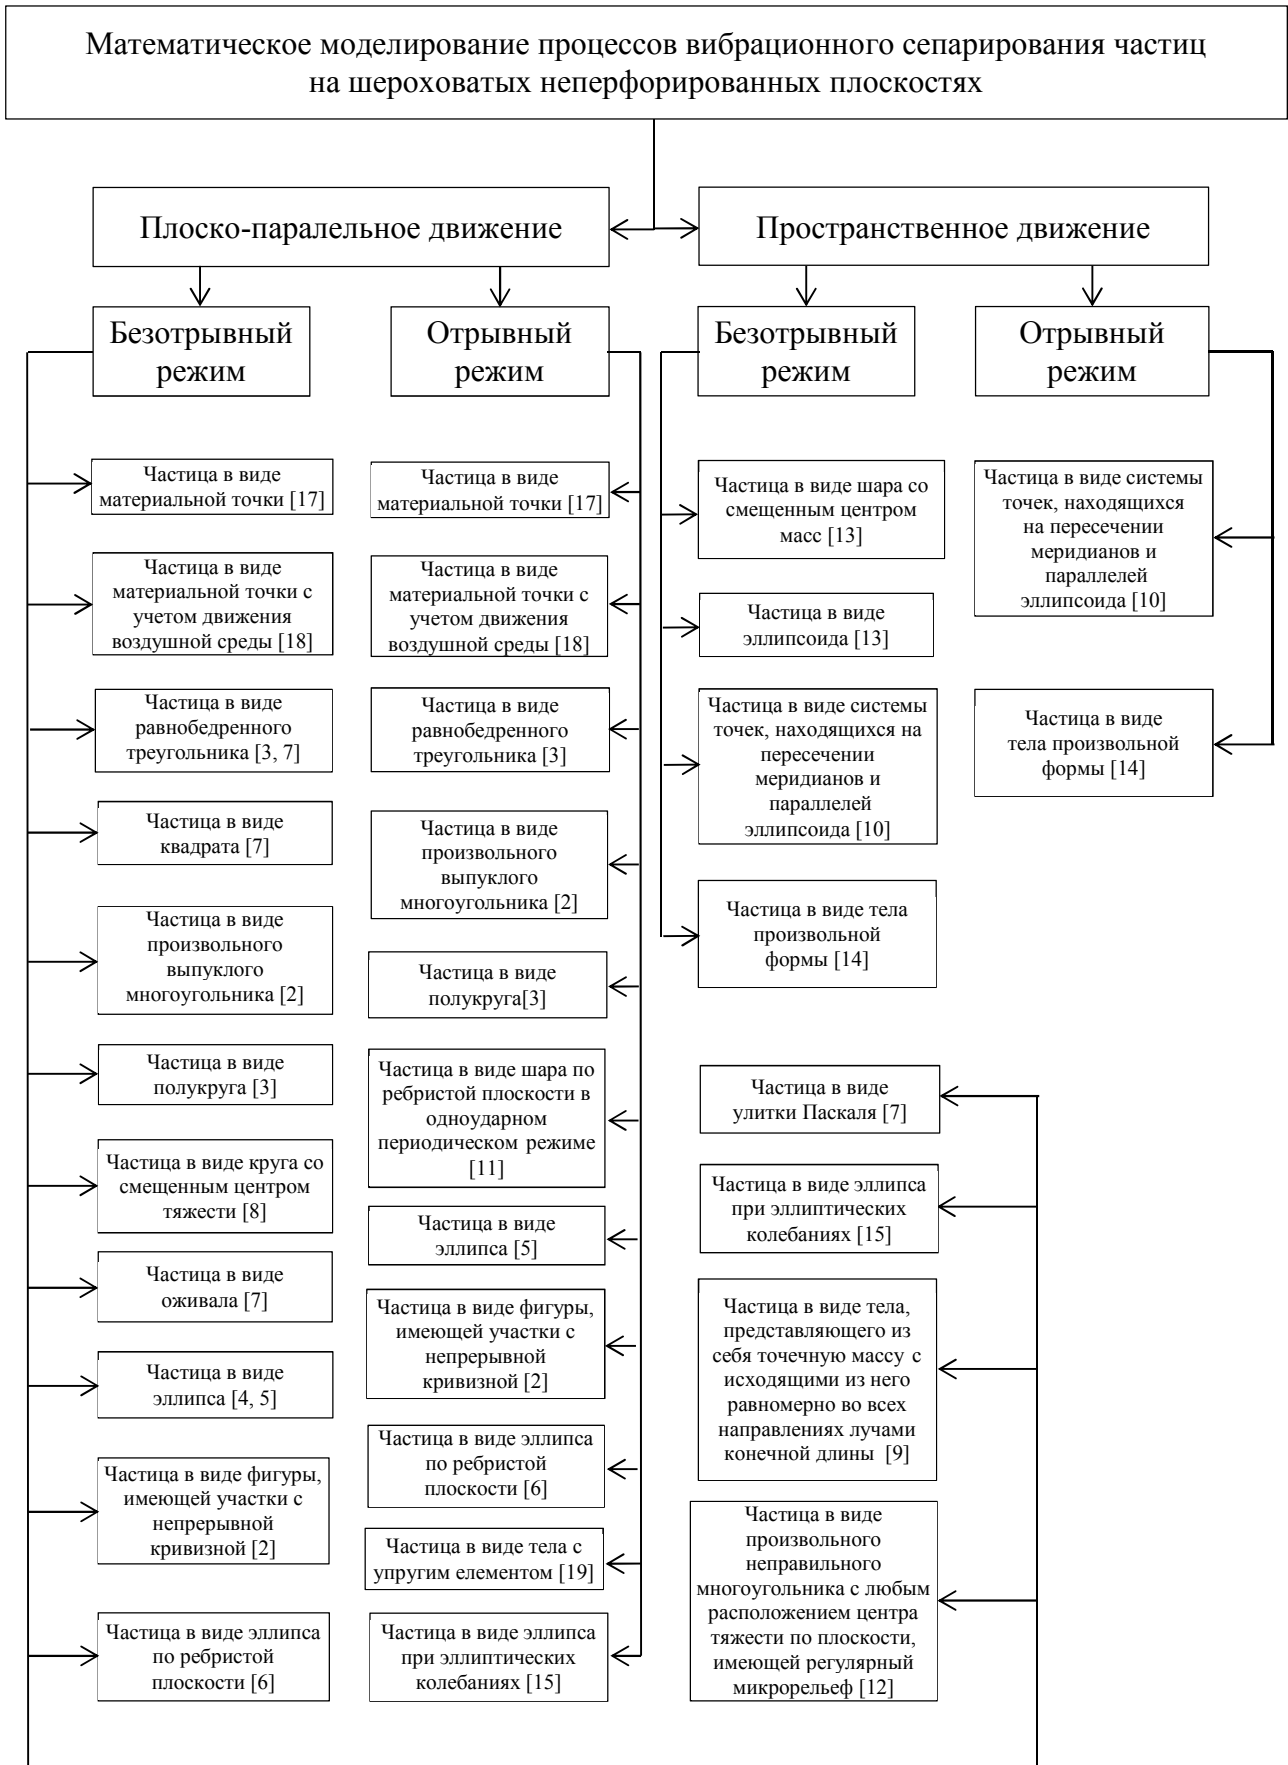 Математическое моделирование процессов вибрационного сепарирования частиц
на шероховатых неперфорированных плоскостях
Плоско-паралельное движение
Пространственное движение
Безотрывный
режим
Отрывный
режим
Безотрывный
режим
Отрывный
режим
Частица в виде
материальной точки [17]
Частица в виде
материальной точки с
учетом движения
воздушной среды [18]
Частица в виде
равнобедренного
треугольника [3, 7]
Частица в виде
квадрата [7]
Частица в виде
произвольного
выпуклого
многоугольника [2]
Частица в виде
полукруга [3]
Частица в виде круга со
смещенным центром
тяжести [8]
Частица в виде
оживала [7]
Частица в виде
эллипса [4, 5]
Частица в виде фигуры,
имеющей участки с
непрерывной
кривизной [2]
Частица в виде эллипса
по ребристой
плоскости [6]
Частица в виде
материальной точки [17]
Частица в виде
материальной точки с
учетом движения
воздушной среды [18]
Частица в виде
равнобедренного
треугольника [3]
Частица в виде
произвольного
выпуклого
многоугольника [2]
Частица в виде
полукруга[3]
Частица в виде шара по
ребристой плоскости в
одноударном
периодическом режиме
[11]
Частица в виде
эллипса [5]
Частица в виде фигуры,
имеющей участки с
непрерывной
кривизной [2]
Частица в виде эллипса
по ребристой
плоскости [6]
Частица в виде тела с
упругим елементом [19]
Частица в виде эллипса
при эллиптических
колебаниях [15]
Частица в виде шара со
смещенным центром
масс [13]
Частица в виде
эллипсоида [13]
Частица в виде системы
точек, находящихся на
пересечении
меридианов и
параллелей
эллипсоида [10]
Частица в виде тела
произвольной
формы [14]
Частица в виде системы
точек, находящихся
на пересечении
меридианов и
параллелей
эллипсоида [10]
Частица в виде
тела произвольной
формы [14]
Частица в виде
улитки Паскаля [7]
Частица в виде эллипса
при эллиптических
колебаниях [15]
Частица в виде тела,
представляющего из
себя точечную массу с
исходящими из него
равномерно во всех
направлениях лучами
конечной длины [9]
Частица в виде
произвольного
неправильного
многоугольника с любым
расположением центра
тяжести по плоскости,
имеющей регулярный
микрорельеф [12]